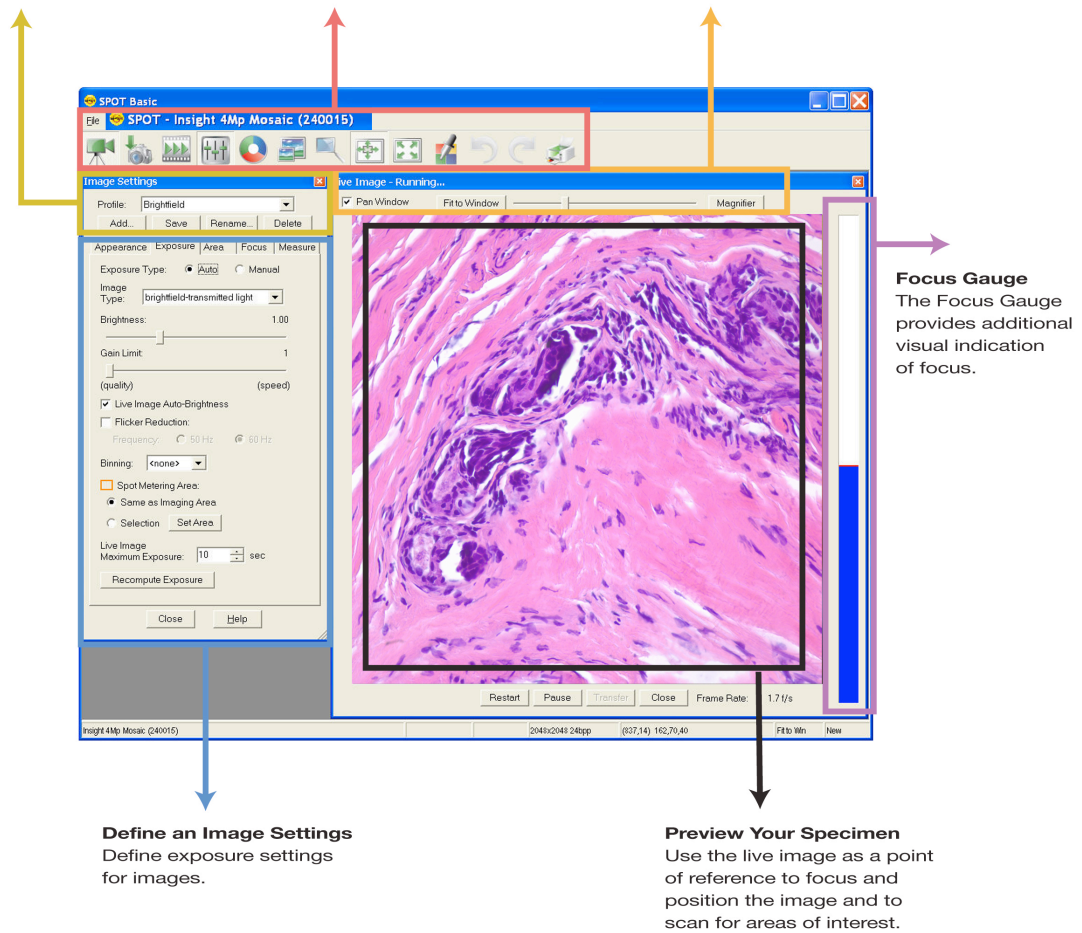 SPOT Basic
File
SPOT - Insight 4Mp Mosaic (240015)
Image Settings
Profile: Brightfield
Add... Save Rename... Delete
Appearance Exposure Area Focus Measure
Exposure Type: Auto Manual
Image
Type: brightfield-transmitted light
Brightness: 1.00
Gain Limit: 1
(quality) (speed)
Live Image Auto-Brightness
Flicker Reduction:
Frequency: 50 Hz 60 Hz
Binning: <none>
Spot Metering Area:
Same as Imaging Area
Selection Set Area
Live Image
Maximum Exposure: 10 sec
Recompute Exposure
Close Help
ive Image - Running...
Pan Window Fit to Window Magnifier
Restart Pause Transfer Close Frame Rate: 1.7 f/s
Insight 4Mp Mosaic (240015) 2048x2048 24bpp (837,14) 162,70,40 Fit to Win New
Focus Gauge
The Focus Gauge
provides additional
visual indication
of focus.
Define an Image Settings
Define exposure settings
for images.
Preview Your Specimen
Use the live image as a point
of reference to focus and
position the image and to
scan for areas of interest.